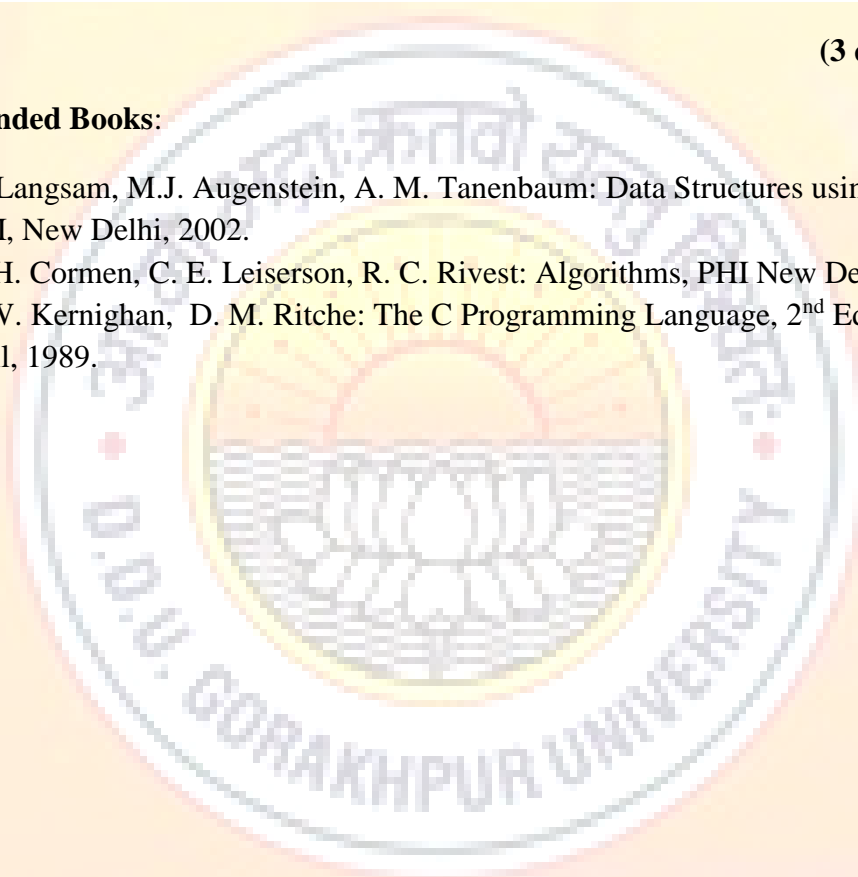 (3
nded Books:
Langsam, M.J. Augenstein, A. M. Tanenbaum: Data Structures usin
I, New Delhi, 2002.
H. Cormen, C. E. Leiserson, R. C. Rivest: Algorithms, PHI New De
V. Kernighan, D. M. Ritche: The C Programming Language, 2nd Ed
l, 1989.
D.D.U. GORAKHPUR UNIVERSITY